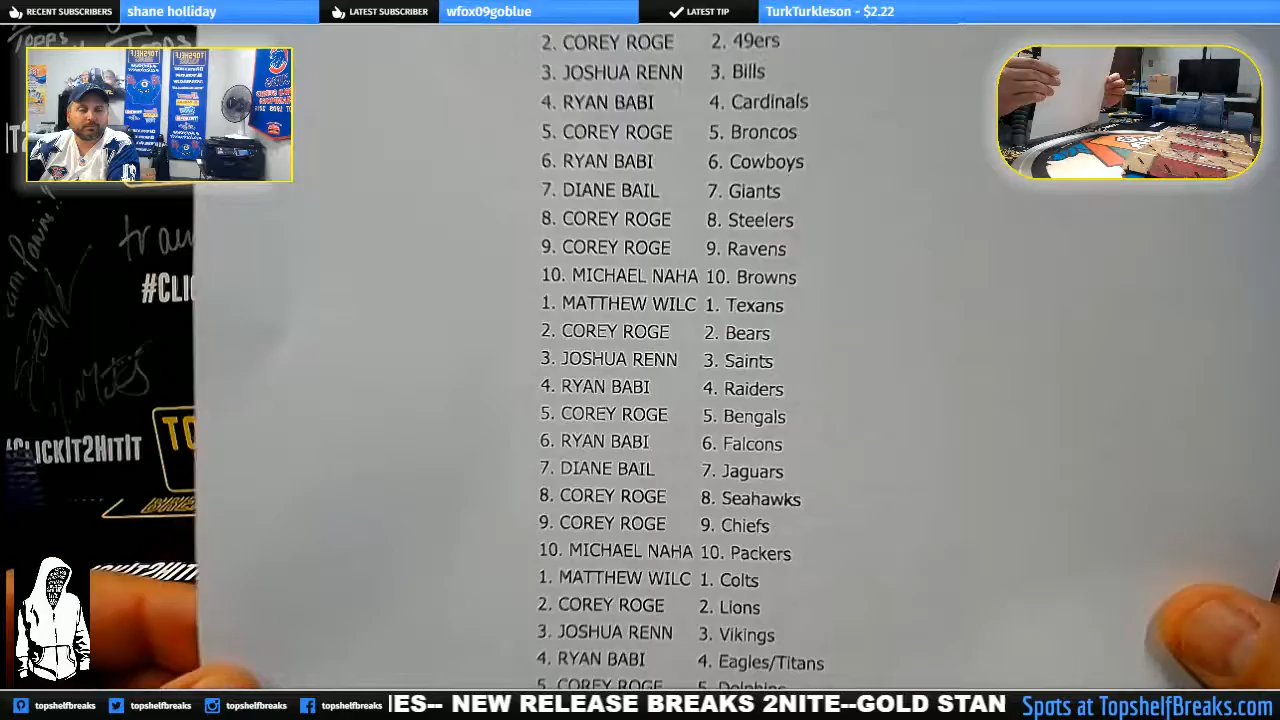 RECENT SUBSCRIBERS shane holliday LATEST SUBSCRIBER wfox09goblue LATEST TIP TurkTurkleson - $2.22
2. COREY ROGE 2. 49ers
3. JOSHUA RENN 3. Bills
4. RYAN BABI 4. Cardinals
5. COREY ROGE 5. Broncos
6. RYAN BABI 6. Cowboys
7. DIANE BAIL 7. Giants
8. COREY ROGE 8. Steelers
9. COREY ROGE 9. Ravens
10. MICHAEL NAHA 10. Browns
1. MATTHEW WILC 1. Texans
2. COREY ROGE 2. Bears
3. JOSHUA RENN 3. Saints
4. RYAN BABI 4. Raiders
5. COREY ROGE 5. Bengals
6. RYAN BABI 6. Falcons
7. DIANE BAIL 7. Jaguars
8. COREY ROGE 8. Seahawks
9. COREY ROGE 9. Chiefs
10. MICHAEL NAHA 10. Packers
1. MATTHEW WILC 1. Colts
2. COREY ROGE 2. Lions
3. JOSHUA RENN 3. Vikings
4. RYAN BABI 4. Eagles/Titans
5. COREY ROGE 5. Dolphins
#CLIC
#CLICKIT2HITIT
TO
topshelfbreaks topshelfbreaks topshelfbreaks topshelfbreaks IES-- NEW RELEASE BREAKS 2NITE--GOLD STAN Spots at TopshelfBreaks.com